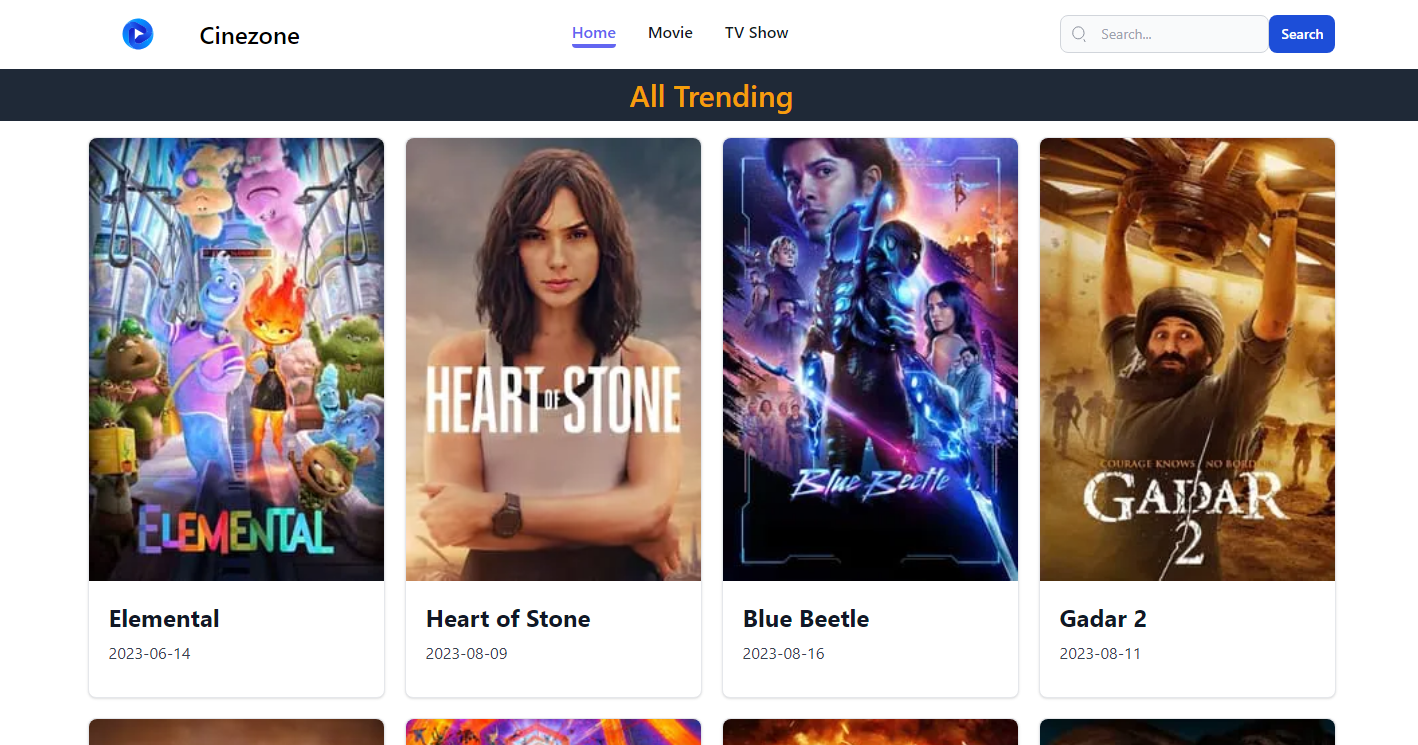 Cinezone
Home
Movie
TV Show
Search...
Search
All Trending
ELEMENTAL
HEART OF STONE
Blue Beetle
COURAGE KNOWS NO BORDERS
GADAR
2
Elemental
2023-06-14
Heart of Stone
2023-08-09
Blue Beetle
2023-08-16
Gadar 2
2023-08-11